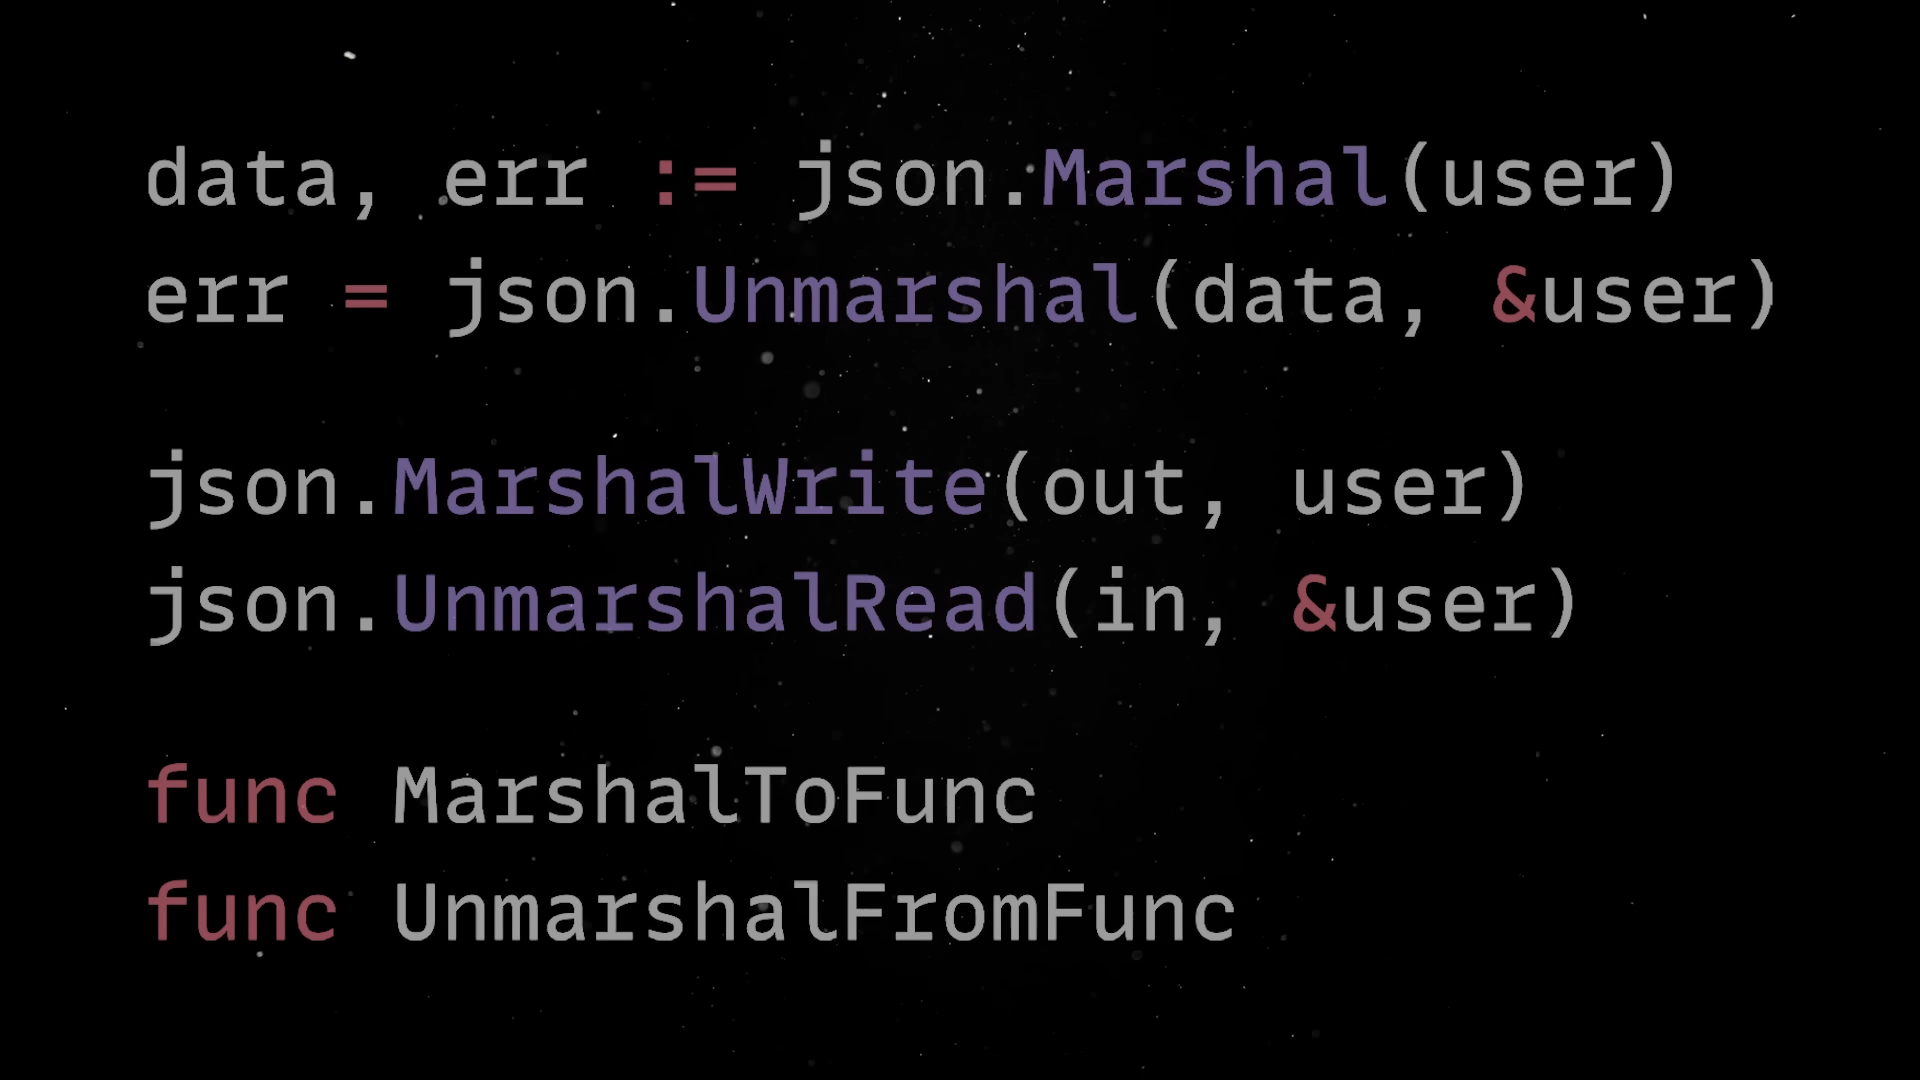 data, err := json.Marshal(user)
err = json.Unmarshal(data, &user)
json.MarshalWrite(out, user)
json.UnmarshalRead(in, &user)
func MarshalToFunc
func UnmarshalFromFunc